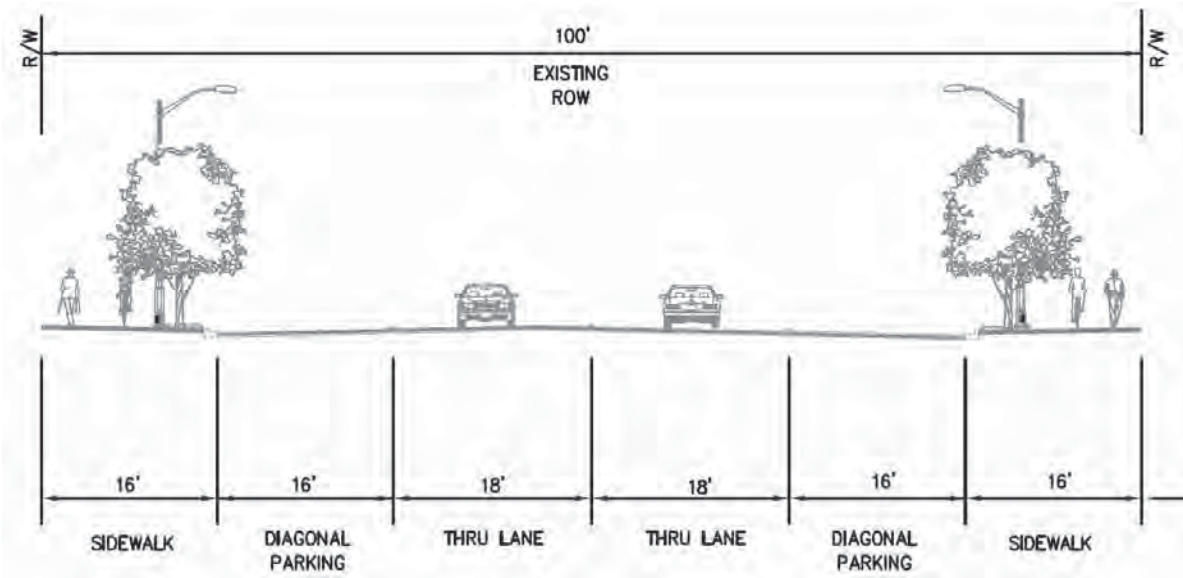 R/W
100'
R/W
EXISTING
ROW
16'
16'
18'
18'
16'
16'
SIDEWALK
DIAGONAL
PARKING
THRU LANE
THRU LANE
DIAGONAL
PARKING
SIDEWALK